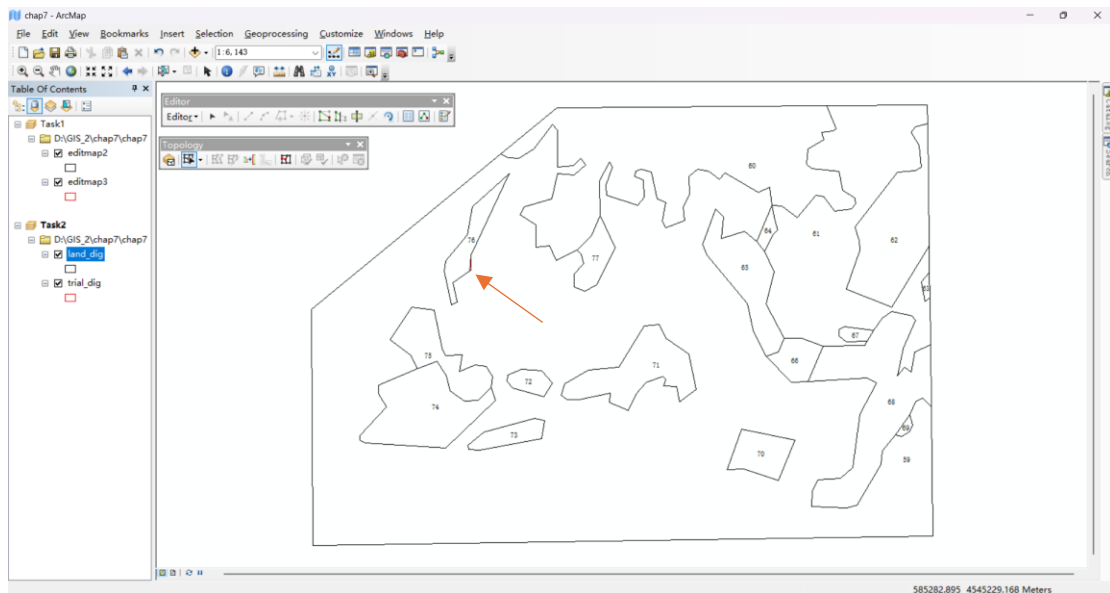 chap7 - ArcMap
File Edit View Bookmarks Insert Selection Geoprocessing Customize Windows Help
1:6,143
Table Of Contents
Task1
D:\GIS_2\chap7\chap7
editmap2
editmap3
Task2
D:\GIS_2\chap7\chap7
land_dig
trial_dig
Editor
Editor
Topology
60
64
61
62
76
77
65
63
67
66
75
71
72
74
68
73
69
70
59
585282.895 4545229.168 Meters